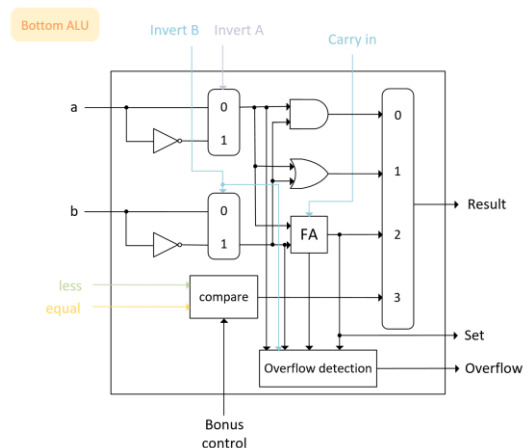 Bottom ALU
Invert B
Invert A
Carry in
a
0
1
0
1
b
0
1
FA
2
Result
less
equal
compare
3
Set
Overflow detection
Overflow
Bonus
control